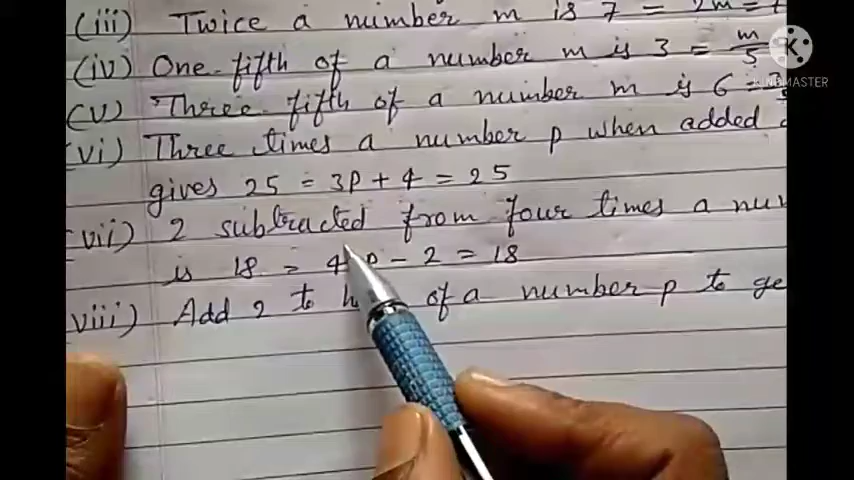 (iii) Twice a number m is 7 = 2m = 7
(iv) One-fifth of a number m is 3 = m/5
(v) Three fifth of a number m is 6 =
(vi) Three times a number p when added
gives 25 = 3p + 4 = 25
(vii) 2 subtracted from four times a
is 18 = 4p - 2 = 18
viii) Add 2 to of a number p to
K
KINEMASTER